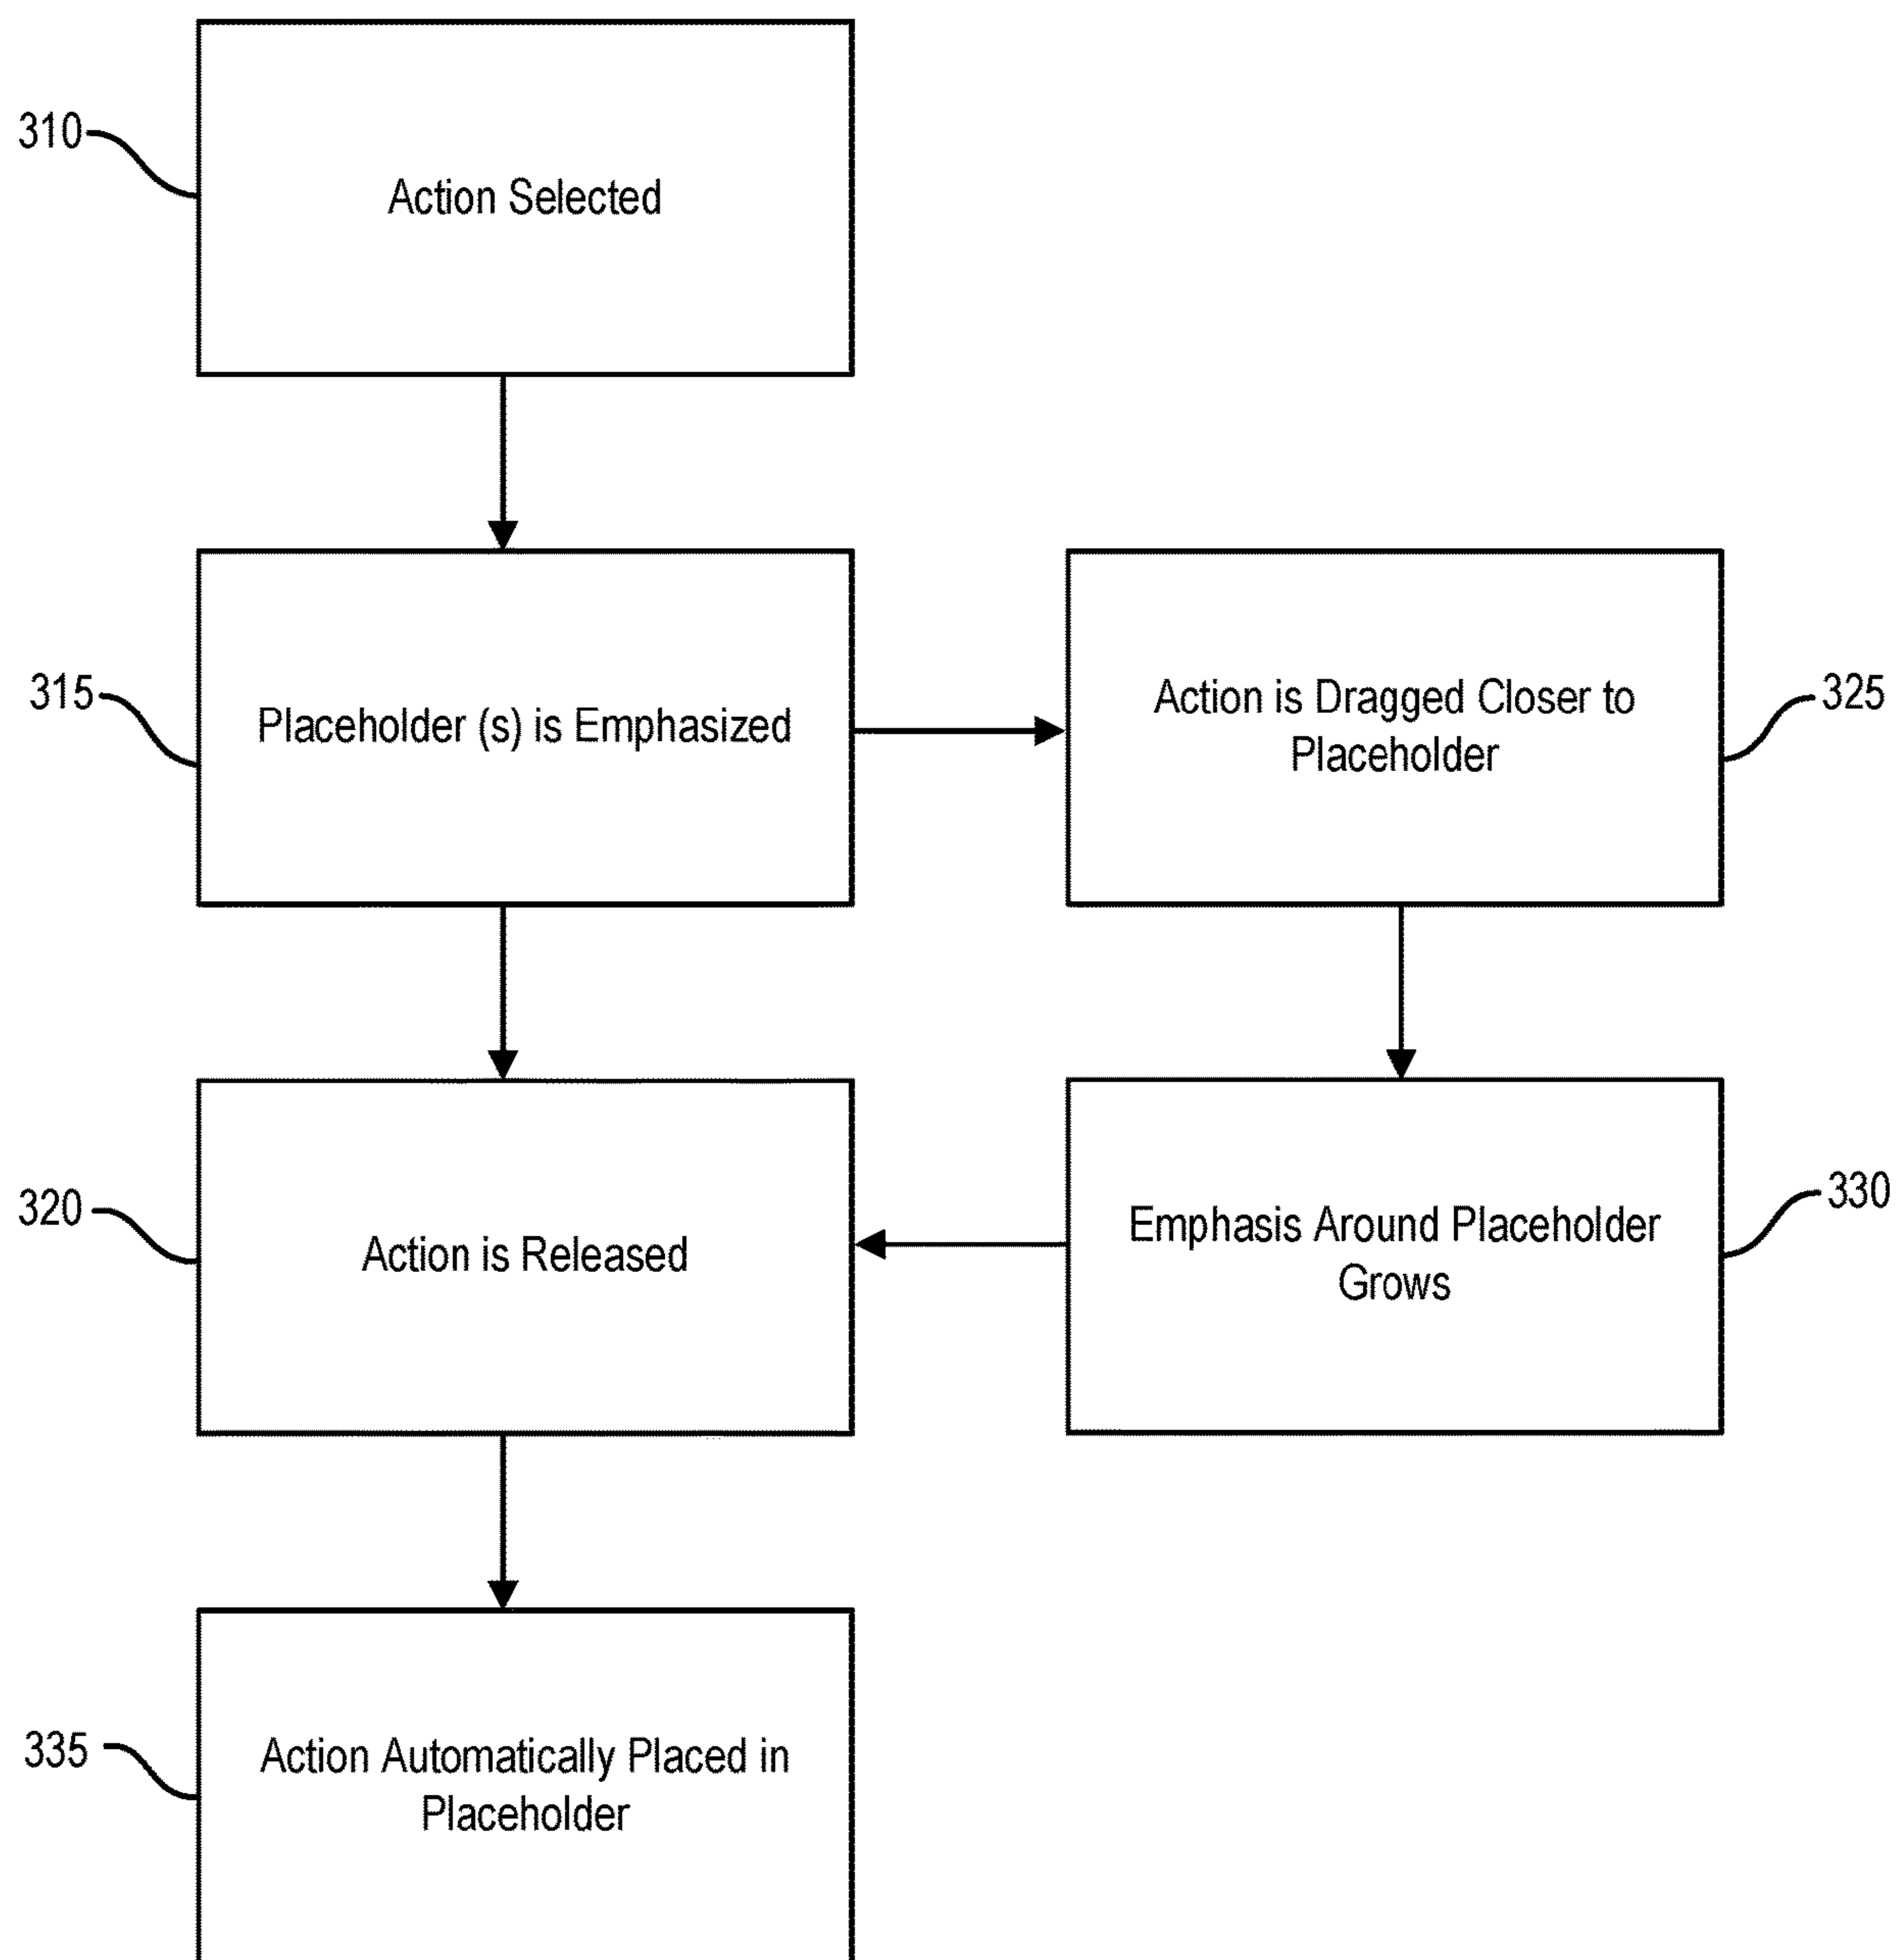 310
Action Selected
315
Placeholder (s) is Emphasized
Action is Dragged Closer to
Placeholder
325
320
Action is Released
Emphasis Around Placeholder
Grows
330
335
Action Automatically Placed in
Placeholder